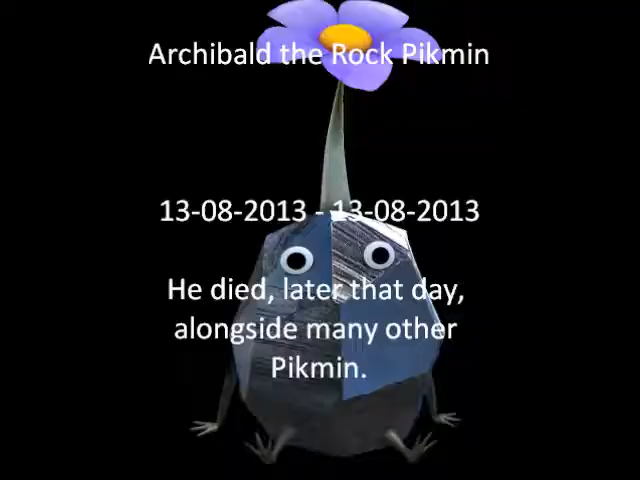 Archibald the Rock Pikmin
13-08-2013 - 13-08-2013
He died, later that day,
alongside many other
Pikmin.